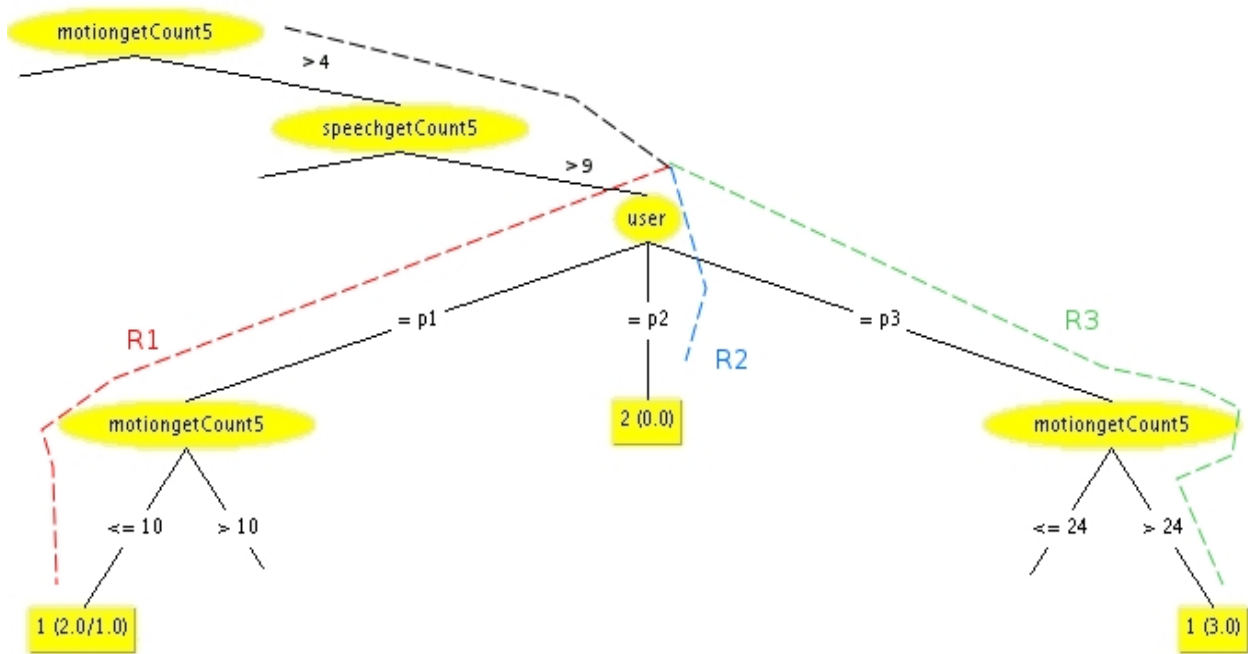 motiongetCount5
> 4
speechgetCount5
> 9
user
= p1
= p2
= p3
R1
R2
R3
motiongetCount5
2 (0.0)
motiongetCount5
<= 10
> 10
<= 24
> 24
1 (2.0/1.0)
1 (3.0)